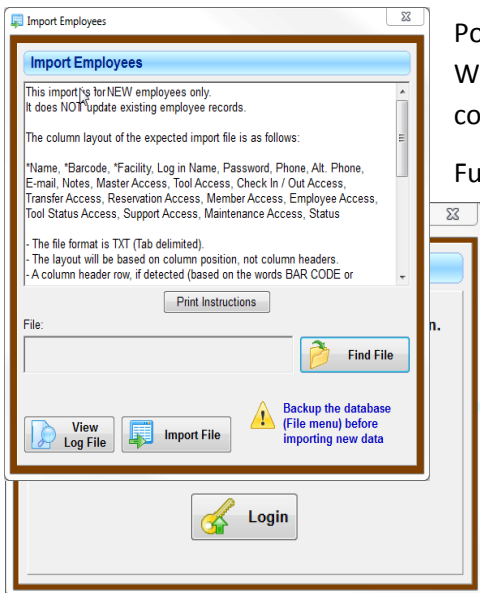 Import Employees
Import Employees
This import is for NEW employees only.
It does NOT update existing employee records.
The column layout of the expected import file is as follows:
*Name, *Barcode, *Facility, Log in Name, Password, Phone, Alt. Phone,
E-mail, Notes, Master Access, Tool Access, Check In / Out Access,
Transfer Access, Reservation Access, Member Access, Employee Access,
Tool Status Access, Support Access, Maintenance Access, Status
- The file format is TXT (Tab delimited).
- The layout will be based on column position, not column headers.
- A column header row, if detected (based on the words BAR CODE or
Print Instructions
File:
Find File
View
Log File
Import File
Backup the database
(File menu) before
importing new data
Login
Po
W
co
Fu
n.